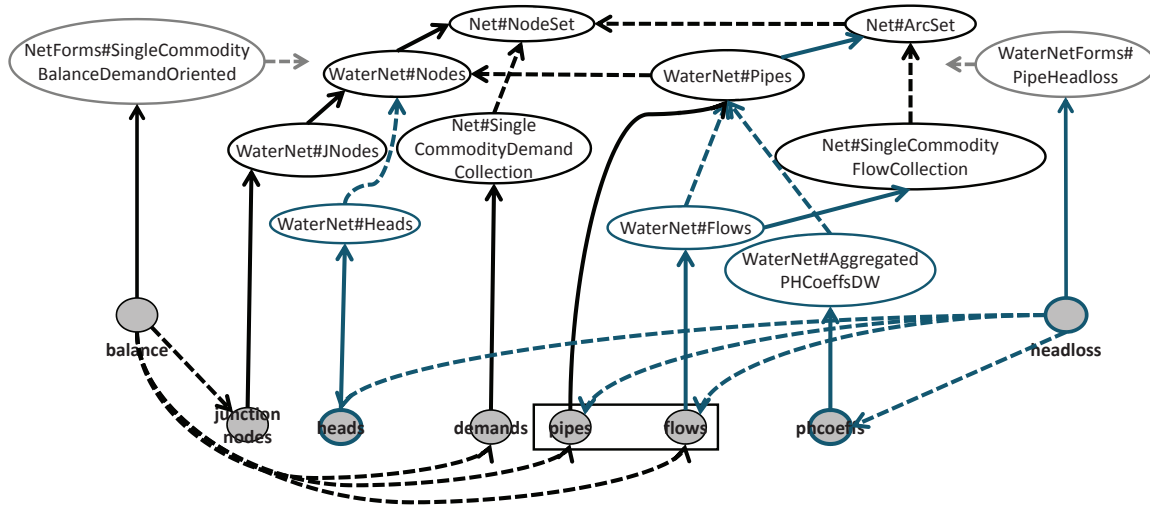 Net#NodeSet
Net#ArcSet
NetForms#SingleCommodity
BalanceDemandOriented
WaterNet#Nodes
WaterNet#Pipes
WaterNetForms#
PipeHeadloss
WaterNet#JNodes
Net#Single
CommodityDemand
Collection
Net#SingleCommodity
FlowCollection
WaterNet#Heads
WaterNet#Flows
WaterNet#Aggregated
PHCoeffsDW
balance
headloss
junction
nodes
heads
demands
pipes
flows
phcoeffs